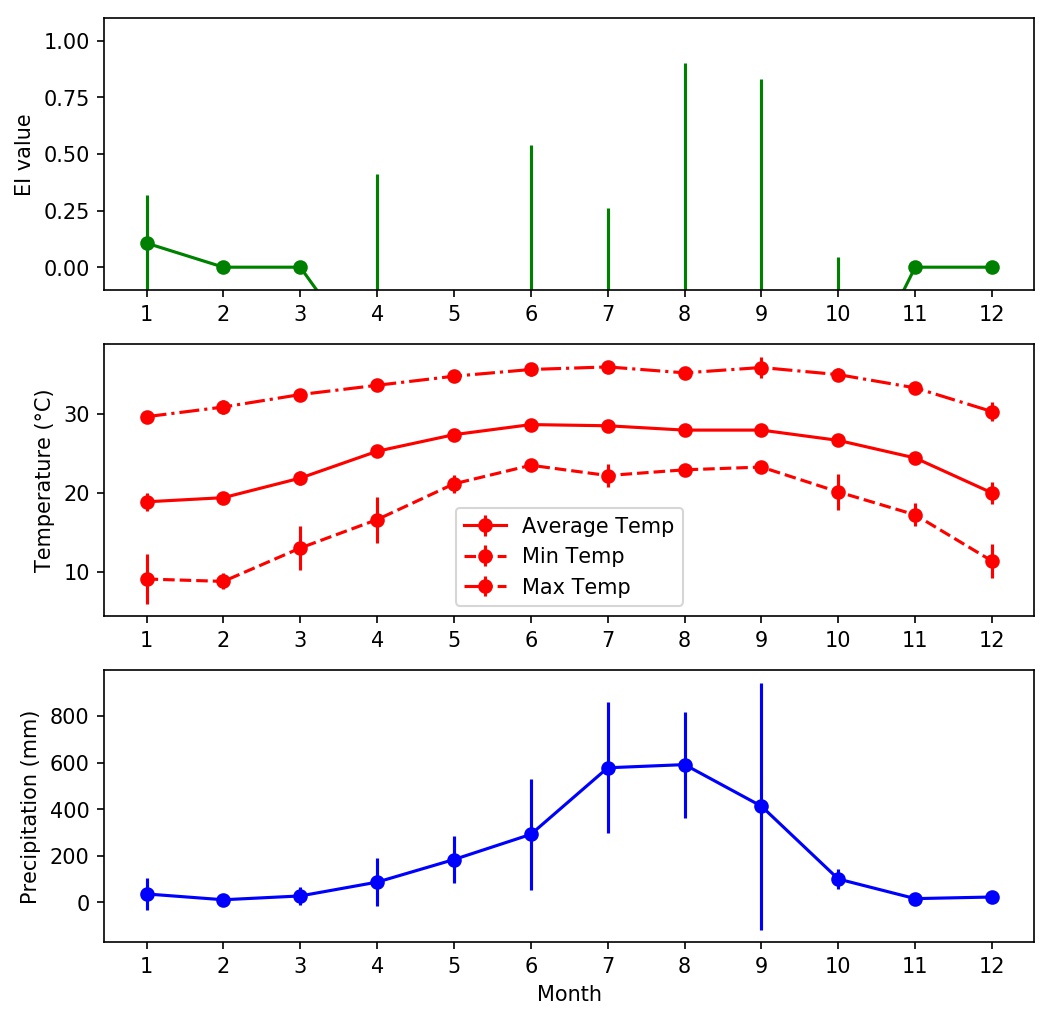 1.00
0.75
0.50
0.25
0.00
EI value
1 2 3 4 5 6 7 8 9 10 11 12
30
20
10
Temperature (°C)
Average Temp
Min Temp
Max Temp
1 2 3 4 5 6 7 8 9 10 11 12
800
600
400
200
0
Precipitation (mm)
1 2 3 4 5 6 7 8 9 10 11 12
Month